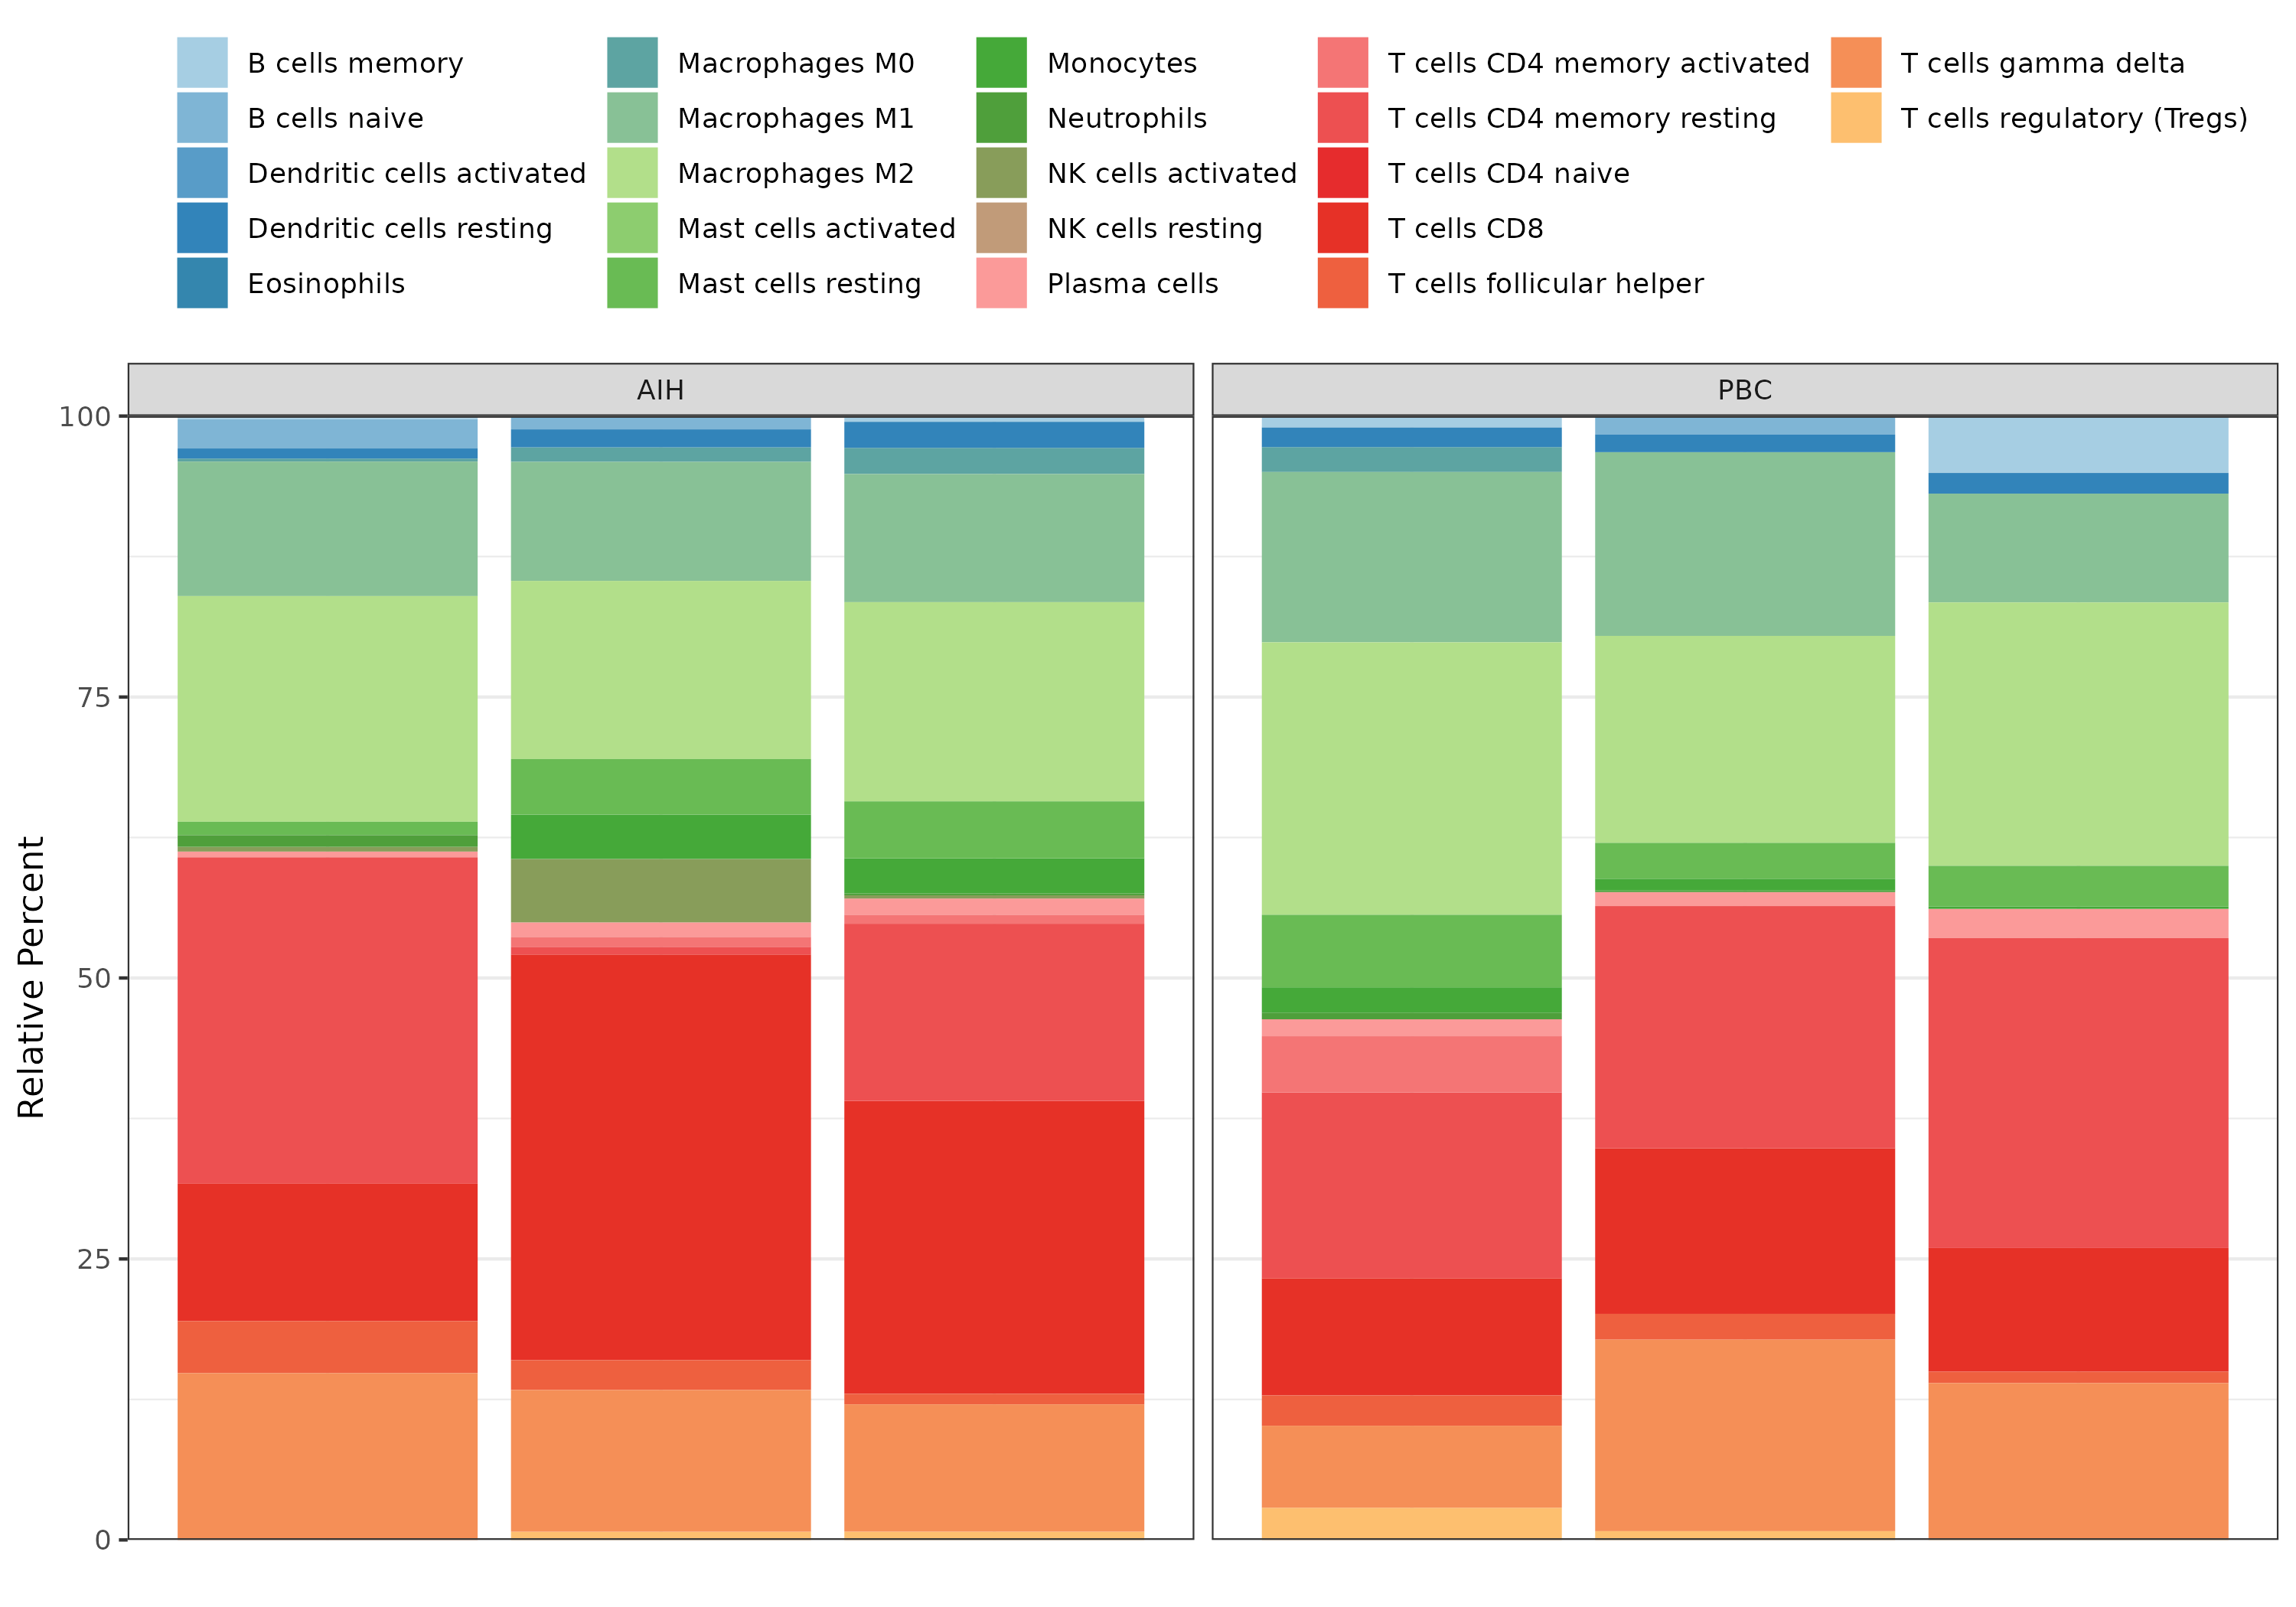 B cells memory
B cells naive
Dendritic cells activated
Dendritic cells resting
Eosinophils
Macrophages M0
Macrophages M1
Macrophages M2
Mast cells activated
Mast cells resting
Monocytes
Neutrophils
NK cells activated
NK cells resting
Plasma cells
T cells CD4 memory activated
T cells CD4 memory resting
T cells CD4 naive
T cells CD8
T cells follicular helper
T cells gamma delta
T cells regulatory (Tregs)
AIH
PBC
100
75
50
25
0
Relative Percent